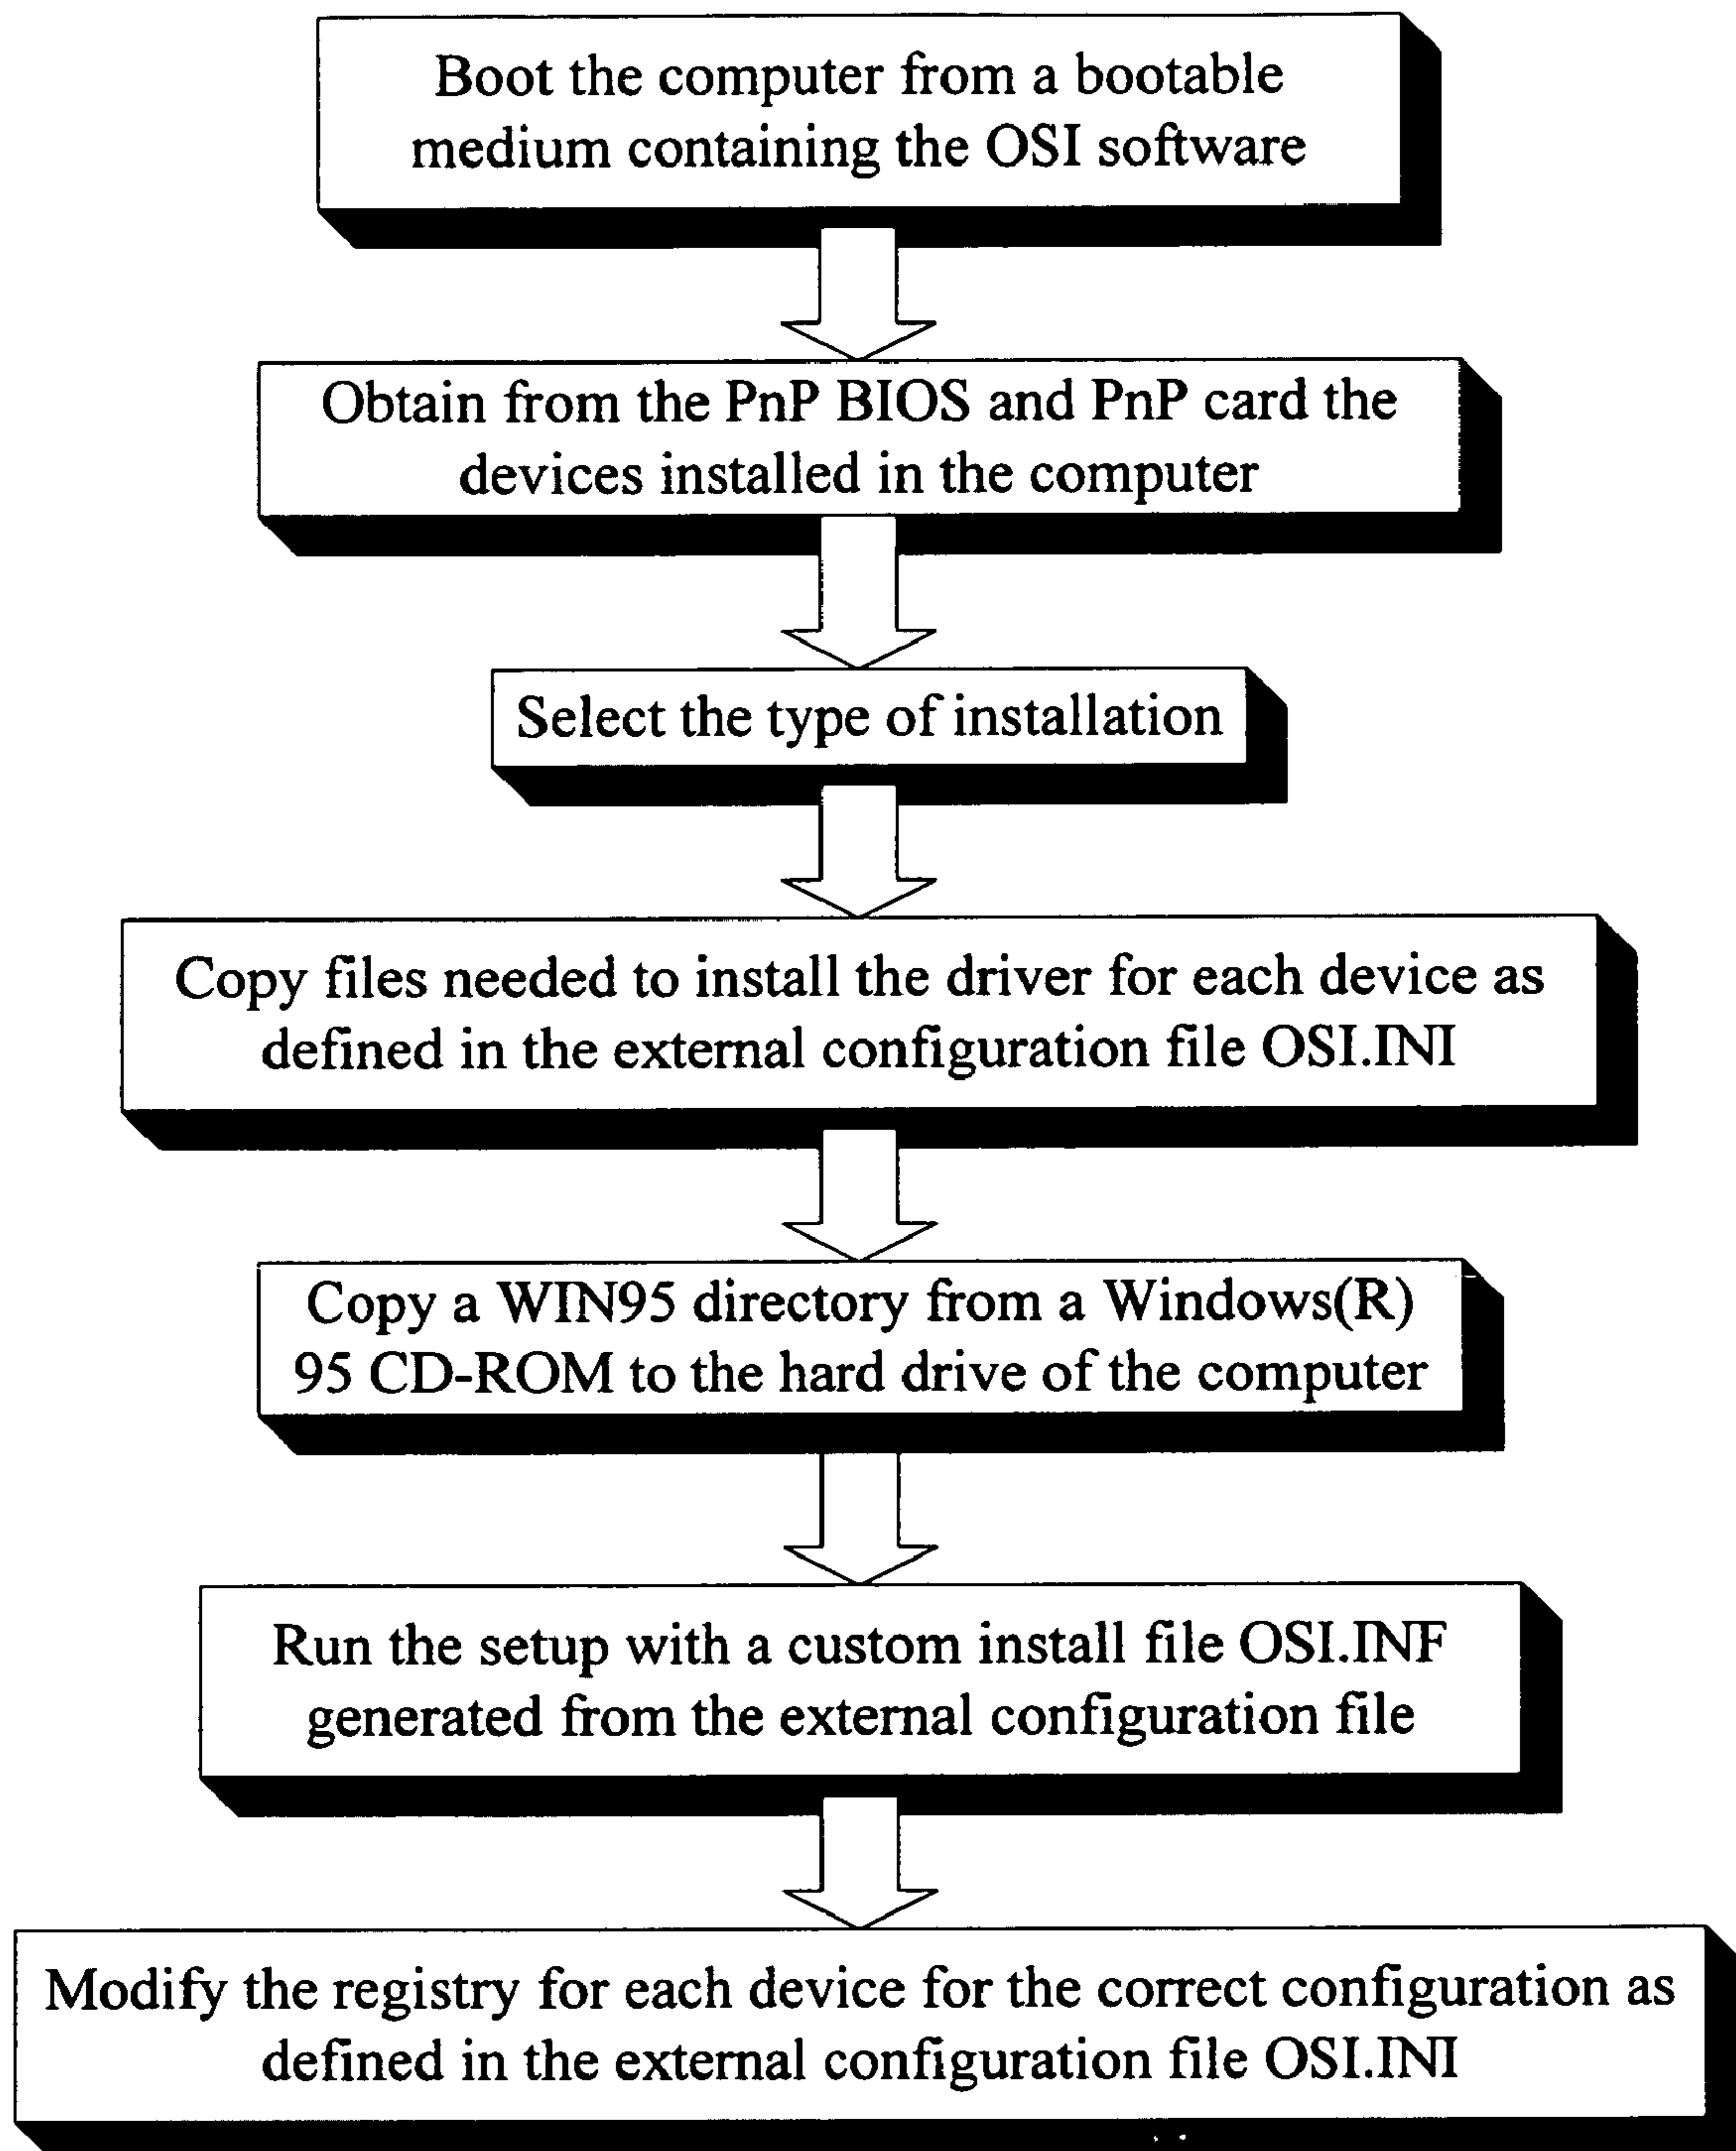 Boot the computer from a bootable
medium containing the OSI software
Obtain from the PnP BIOS and PnP card the
devices installed in the computer
Select the type of installation
Copy files needed to install the driver for each device as
defined in the external configuration file OSI.INI
Copy a WIN95 directory from a Windows(R)
95 CD-ROM to the hard drive of the computer
Run the setup with a custom install file OSI.INF
generated from the external configuration file
Modify the registry for each device for the correct configuration as
defined in the external configuration file OSI.INI